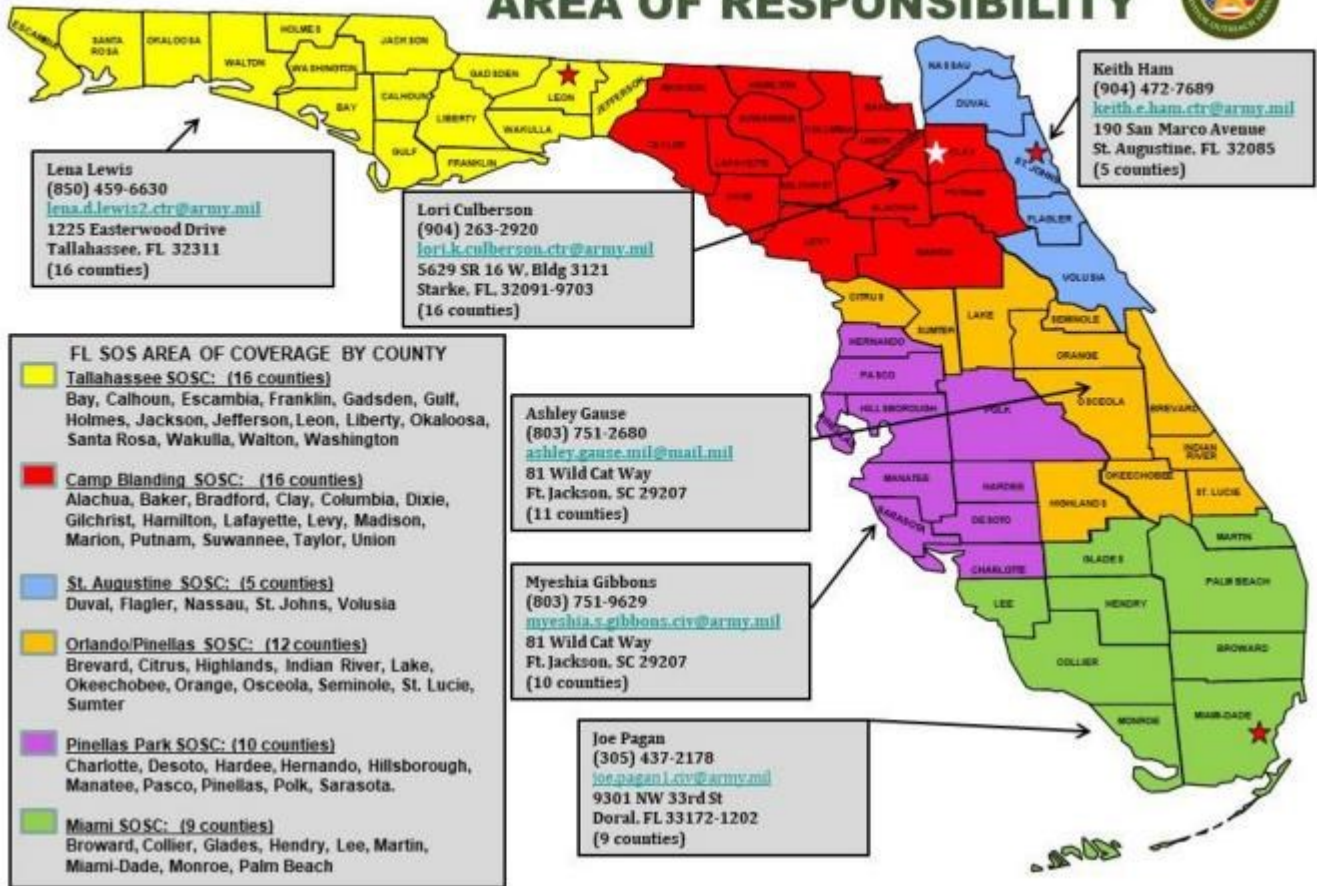 AREA OF RESPONSIBILITY
ESCAMBIA
SANTA
ROSA
OKALOOSA
WALTON
HOLMES
WASHINGTON
JACKSON
BAY
CALHOUN
GULF
GADSDEN
LIBERTY
FRANKLIN
LEON
WAKULLA
JEFFERSON
MADISON
HAMILTON
TAYLOR
SUWANNEE
LAFAYETTE
DIXIE
COLUMBIA
BAKER
UNION
GILCHRIST
ALACHUA
LEVY
CLAY
PUTNAM
MARION
NASSAU
DUVAL
ST. JOHNS
FLAGLER
VOLUSIA
Keith Ham
(904) 472-7689
keith.e.ham.ctr@army.mil
190 San Marco Avenue
St. Augustine, FL 32085
(5 counties)
Lena Lewis
(850) 459-6630
lena.d.lewis2.ctr@army.mil
1225 Easterwood Drive
Tallahassee, FL 32311
(16 counties)
Lori Culberson
(904) 263-2920
lori.k.culberson.ctr@army.mil
5629 SR 16 W, Bldg 3121
Starke, FL, 32091-9703
(16 counties)
CITRUS
SUMTER
LAKE
SEMINOLE
ORANGE
OSCEOLA
BREVARD
INDIAN
RIVER
OKEECHOBEE
ST. LUCIE
HIGHLANDS
HERNANDO
PASCO
HILLSBOROUGH
POLK
MANATEE
HARDEE
SARASOTA
DESOTO
CHARLOTTE
GLADES
MARTIN
PALM BEACH
LEE
HENDRY
COLLIER
BROWARD
MONROE
MIAMI-DADE
FL SOS AREA OF COVERAGE BY COUNTY
Tallahassee SOSC: (16 counties)
Bay, Calhoun, Escambia, Franklin, Gadsden, Gulf,
Holmes, Jackson, Jefferson, Leon, Liberty, Okaloosa,
Santa Rosa, Wakulla, Walton, Washington
Camp Blanding SOSC: (16 counties)
Alachua, Baker, Bradford, Clay, Columbia, Dixie,
Gilchrist, Hamilton, Lafayette, Levy, Madison,
Marion, Putnam, Suwannee, Taylor, Union
St. Augustine SOSC: (5 counties)
Duval, Flagler, Nassau, St. Johns, Volusia
Orlando/Pinellas SOSC: (12 counties)
Brevard, Citrus, Highlands, Indian River, Lake,
Okeechobee, Orange, Osceola, Seminole, St. Lucie,
Sumter
Pinellas Park SOSC: (10 counties)
Charlotte, Desoto, Hardee, Hernando, Hillsborough,
Manatee, Pasco, Pinellas, Polk, Sarasota.
Miami SOSC: (9 counties)
Broward, Collier, Glades, Hendry, Lee, Martin,
Miami-Dade, Monroe, Palm Beach
Ashley Gause
(803) 751-2680
ashley.gause.mil@mail.mil
81 Wild Cat Way
Ft. Jackson, SC 29207
(11 counties)
Myeshia Gibbons
(803) 751-9629
myeshia.s.gibbons.civ@army.mil
81 Wild Cat Way
Ft. Jackson, SC 29207
(10 counties)
Joe Pagan
(305) 437-2178
joe.pagan1.civ@army.mil
9301 NW 33rd St
Doral, FL 33172-1202
(9 counties)